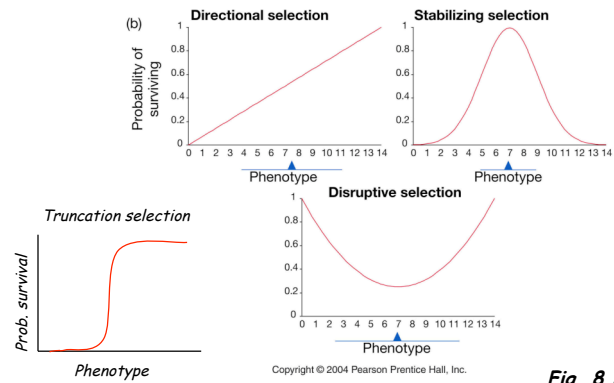 (b)
Directional selection
Probability of
surviving
1
0.8
0.6
0.4
0.2
0
0 1 2 3 4 5 6 7 8 9 10 11 12 13 14
Phenotype
Stabilizing selection
1
0.8
0.6
0.4
0.2
0
0 1 2 3 4 5 6 7 8 9 10 11 12 13 14
Phenotype
Disruptive selection
1
0.8
0.6
0.4
0.2
0
0 1 2 3 4 5 6 7 8 9 10 11 12 13 14
Phenotype
Truncation selection
Prob. survival
Phenotype
Copyright © 2004 Pearson Prentice Hall, Inc.
Fig. 8